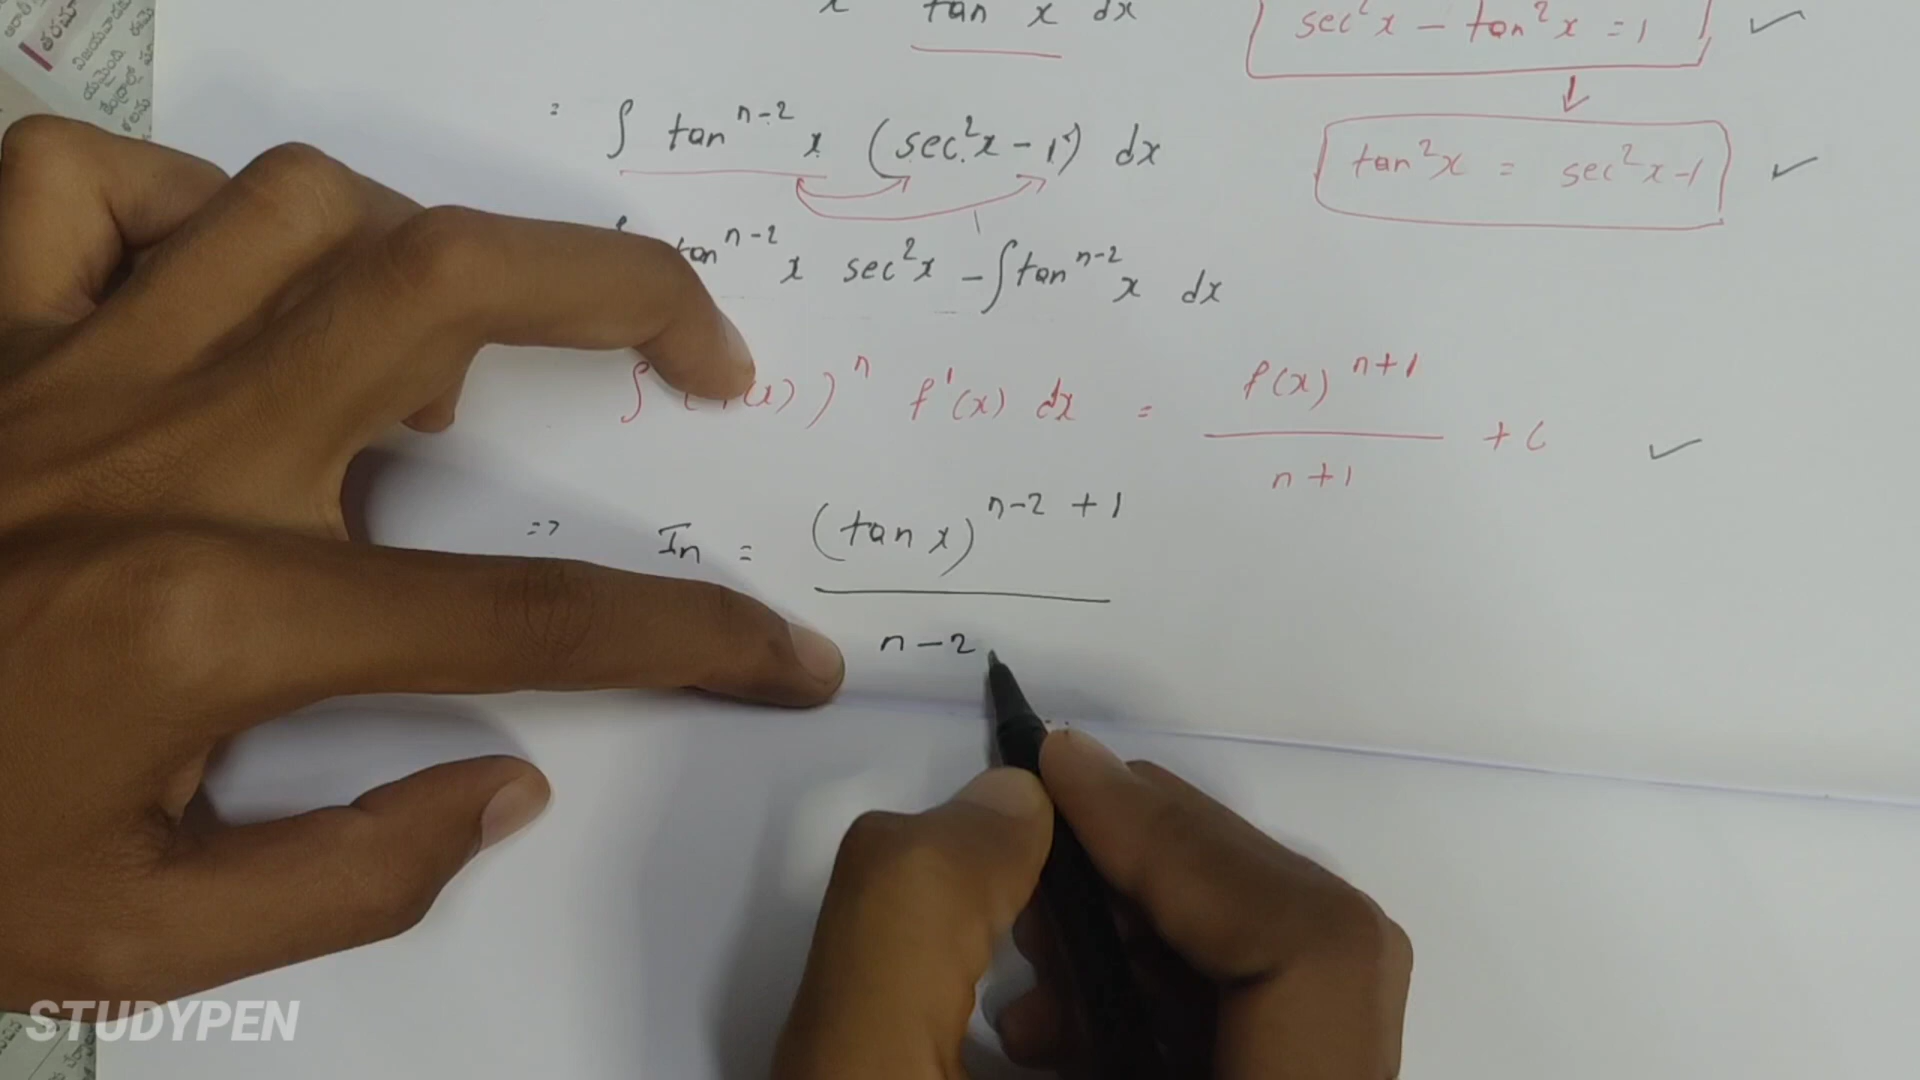 x tan x dx
sec²x - tan²x = 1
= ∫ tanⁿ⁻² x (sec²x - 1) dx
tan²x = sec²x-1
tanⁿ⁻² x sec²x - ∫tanⁿ⁻² x dx
∫ (x))ⁿ f'(x) dx = f(x)ⁿ⁺¹ / n+1 + c
=> In = (tan x)ⁿ⁻²⁺¹
n-2
STUDYPEN